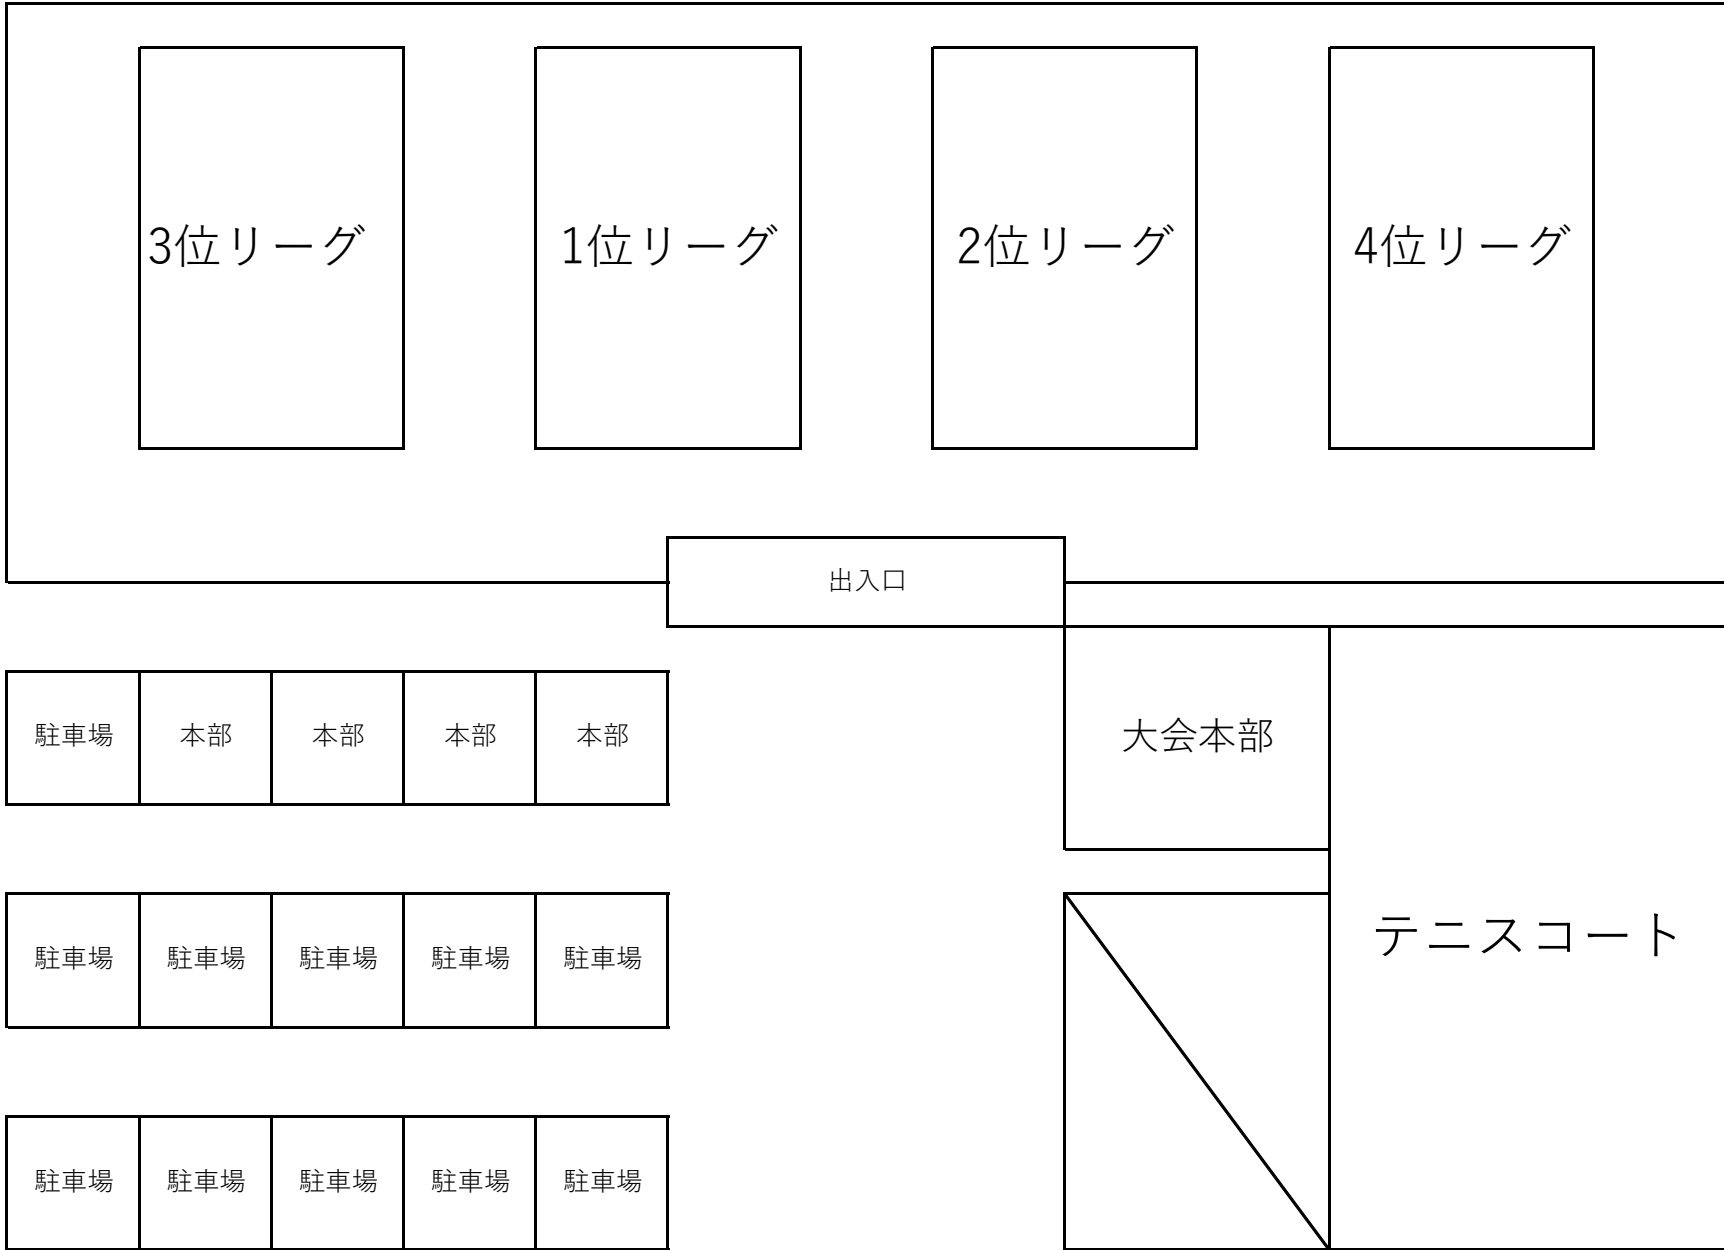 3位リーグ
1位リーグ
2位リーグ
4位リーグ
出入口
駐車場
本部
本部
本部
本部
大会本部
駐車場
駐車場
駐車場
駐車場
駐車場
テニスコート
駐車場
駐車場
駐車場
駐車場
駐車場